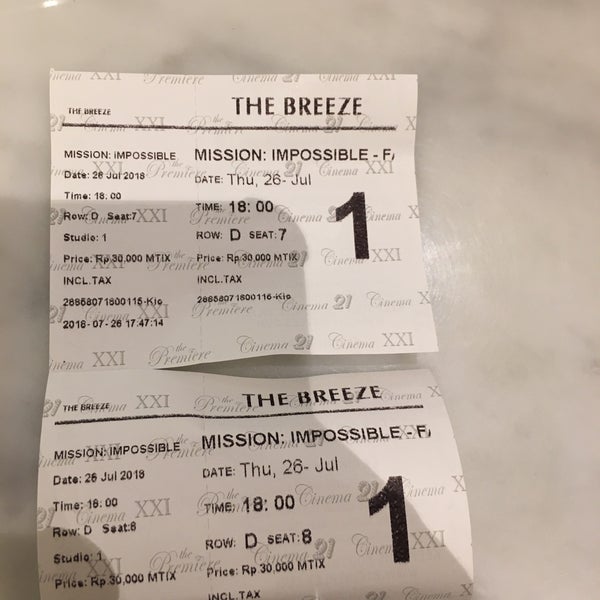 THE BREEZE THE BREEZE
MISSION: IMPOSSIBLE MISSION: IMPOSSIBLE - FA
Date: 26 Jul 2018 DATE: Thu, 26- Jul
Time: 18:00 TIME: 18:00
Row: D Seat:7 ROW: D SEAT: 7
1
Studio: 1
Price: Rp 30,000 MTIX Price: Rp 30,000 MTIX
INCL.TAX INCL.TAX
2018-07-26 17:47:14
THE BREEZE THE BREEZE
MISSION: IMPOSSIBLE MISSION: IMPOSSIBLE - FA
Date: 26 Jul 2018 DATE: Thu, 26- Jul
Time: 18:00 TIME: 18:00
Row: D Seat:8 ROW: D SEAT: 8
1
Studio: 1
Price: Rp 30,000 MTIX Price: Rp 30,000 MTIX
INCL.TAX